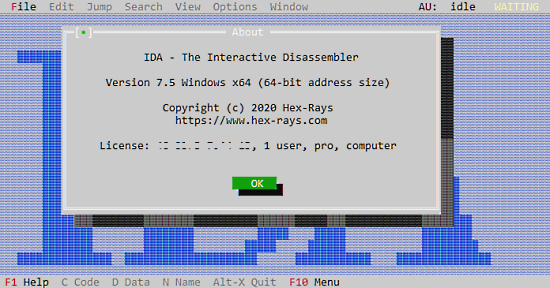 File Edit Jump Search View Options Window AU: idle WAITING
About
IDA - The Interactive Disassembler
Version 7.5 Windows x64 (64-bit address size)
Copyright (c) 2020 Hex-Rays
https://www.hex-rays.com
License: , 1 user, pro, computer
OK
F1 Help C Code D Data N Name Alt-X Quit F10 Menu